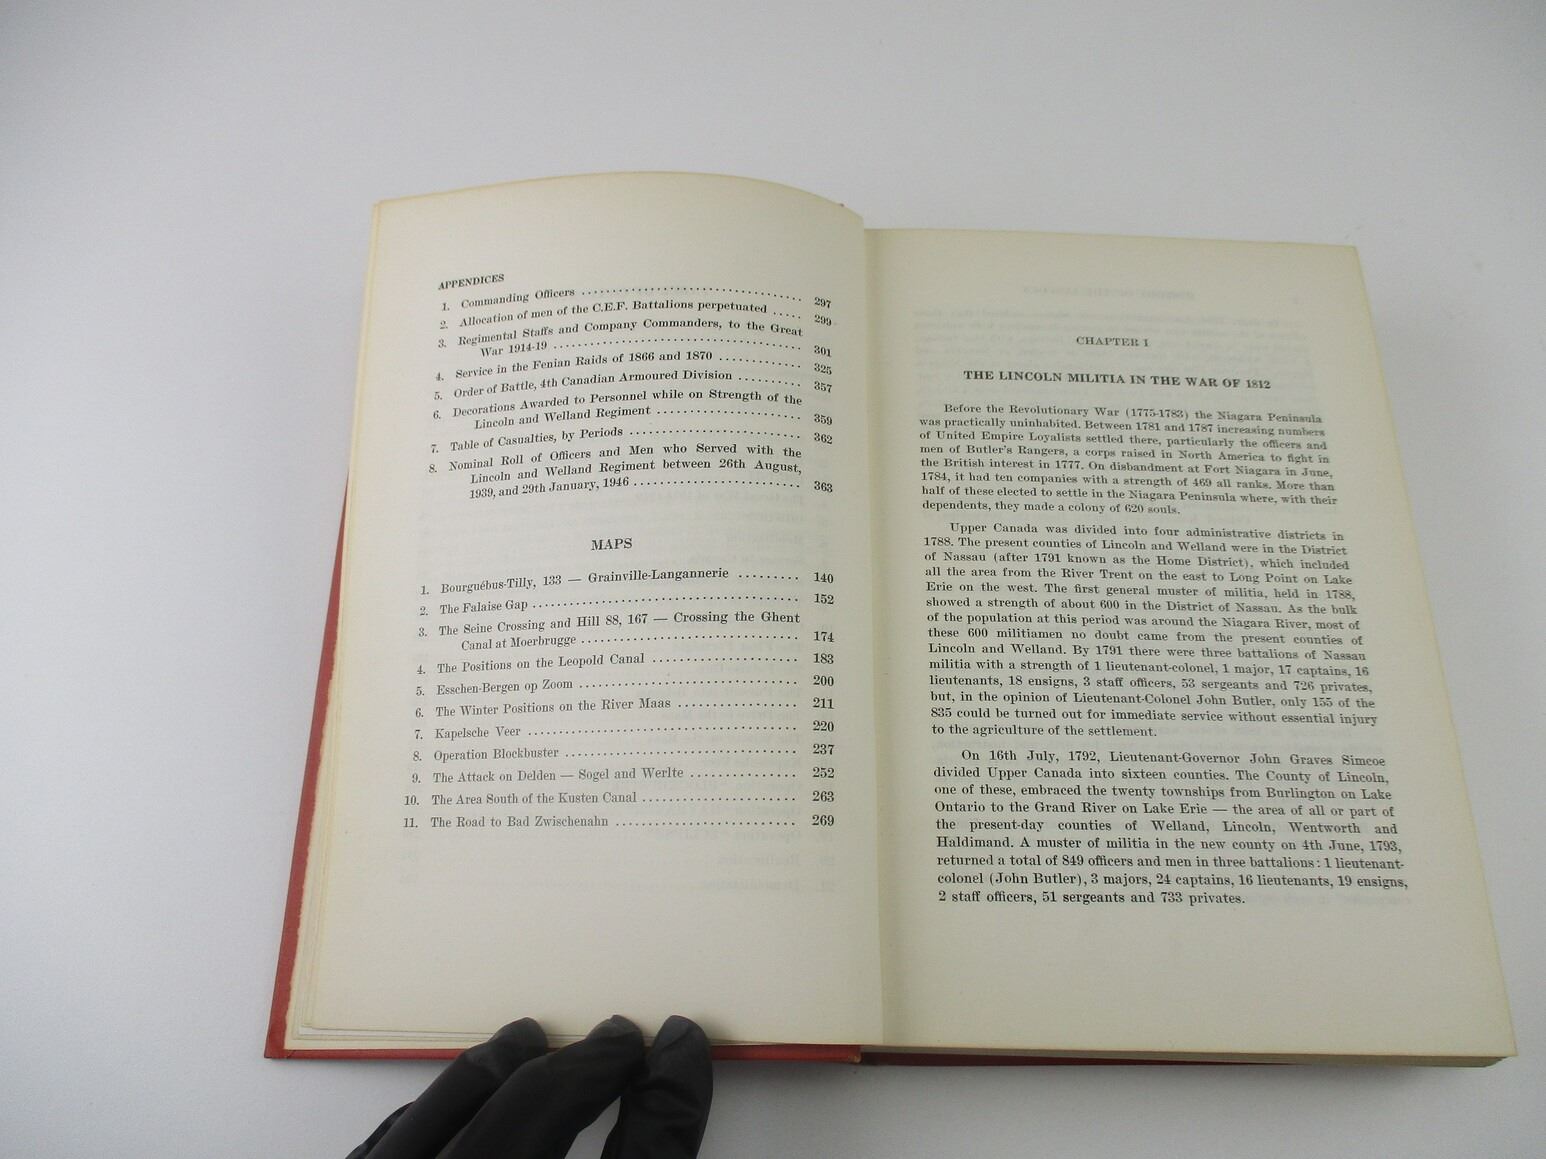 APPENDICES
1. Commanding Officers 297
2. Allocation of men of the C.E.F. Battalions perpetuated 299
3. Regimental Staffs and Company Commanders, to the Great
War 1914-19 301
4. Service in the Fenian Raids of 1866 and 1870 325
5. Order of Battle, 4th Canadian Armoured Division 357
6. Decorations Awarded to Personnel while on Strength of the
Lincoln and Welland Regiment 359
7. Table of Casualties, by Periods 362
8. Nominal Roll of Officers and Men who Served with the
Lincoln and Welland Regiment between 26th August,
1939, and 29th January, 1946 363
MAPS
1. Bourguébus-Tilly, 133 — Grainville-Langannerie 140
2. The Falaise Gap 152
3. The Seine Crossing and Hill 88, 167 — Crossing the Ghent
Canal at Moerbrugge 174
4. The Positions on the Leopold Canal 183
5. Esschen-Bergen op Zoom 200
6. The Winter Positions on the River Maas 211
7. Kapelsche Veer 220
8. Operation Blockbuster 237
9. The Attack on Delden — Sogel and Werlte 252
10. The Area South of the Kusten Canal 263
11. The Road to Bad Zwischenahn 269
CHAPTER I
THE LINCOLN MILITIA IN THE WAR OF 1812
Before the Revolutionary War (1775-1783) the Niagara Peninsula
was practically uninhabited. Between 1781 and 1787 increasing numbers
of United Empire Loyalists settled there, particularly the officers and
men of Butler's Rangers, a corps raised in North America to fight in
the British interest in 1777. On disbandment at Fort Niagara in June,
1784, it had ten companies with a strength of 469 all ranks. More than
half of these elected to settle in the Niagara Peninsula where, with their
dependents, they made a colony of 620 souls.
Upper Canada was divided into four administrative districts in
1788. The present counties of Lincoln and Welland were in the District
of Nassau (after 1791 known as the Home District), which included
all the area from the River Trent on the east to Long Point on Lake
Erie on the west. The first general muster of militia, held in 1788,
showed a strength of about 600 in the District of Nassau. As the bulk
of the population at this period was around the Niagara River, most of
these 600 militiamen no doubt came from the present counties of
Lincoln and Welland. By 1791 there were three battalions of Nassau
militia with a strength of 1 lieutenant-colonel, 1 major, 17 captains, 16
lieutenants, 18 ensigns, 3 staff officers, 53 sergeants and 726 privates,
but, in the opinion of Lieutenant-Colonel John Butler, only 155 of the
835 could be turned out for immediate service without essential injury
to the agriculture of the settlement.
On 16th July, 1792, Lieutenant-Governor John Graves Simcoe
divided Upper Canada into sixteen counties. The County of Lincoln,
one of these, embraced the twenty townships from Burlington on Lake
Ontario to the Grand River on Lake Erie — the area of all or part of
the present-day counties of Welland, Lincoln, Wentworth and
Haldimand. A muster of militia in the new county on 4th June, 1793,
returned a total of 849 officers and men in three battalions: 1 lieutenant-
colonel (John Butler), 3 majors, 24 captains, 16 lieutenants, 19 ensigns,
2 staff officers, 51 sergeants and 733 privates.